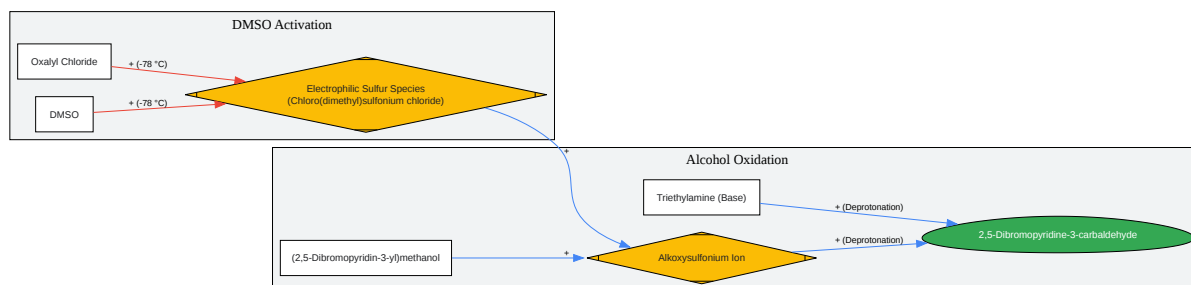 DMSO Activation
Oxalyl Chloride
+ (-78 °C)
DMSO
+ (-78 °C)
Electrophilic Sulfur Species
(Chloro(dimethyl)sulfonium chloride)
+
Alcohol Oxidation
Triethylamine (Base)
+ (Deprotonation)
(2,5-Dibromopyridin-3-yl)methanol
+
Alkoxysulfonium Ion
+ (Deprotonation)
2,5-Dibromopyridine-3-carbaldehyde